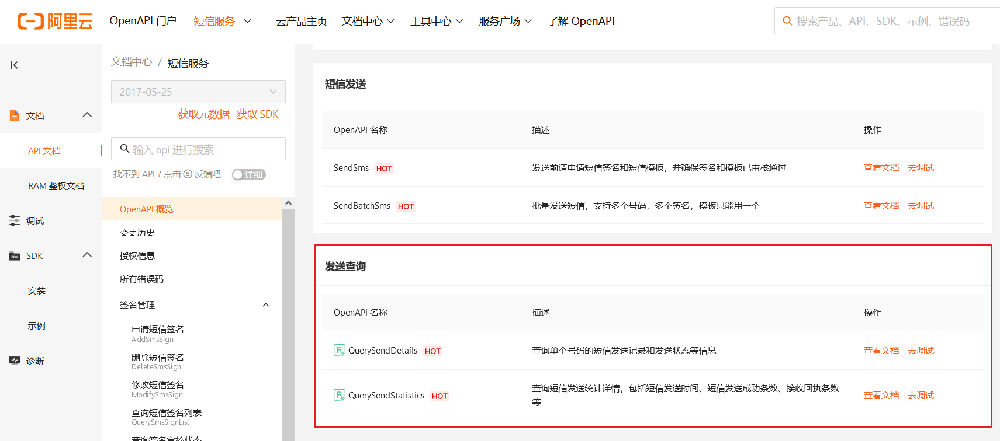 阿里云
OpenAPI 门户
短信服务
云产品主页
文档中心
工具中心
服务广场
了解 OpenAPI
搜索产品、API、SDK、示例、错误码
文档
API 文档
RAM 鉴权文档
调试
SDK
安装
示例
诊断
文档中心 / 短信服务
2017-05-25
获取元数据 获取 SDK
输入 api 进行搜索
找不到 API ? 点击 反馈吧 详细
OpenAPI 概览
变更历史
授权信息
所有错误码
签名管理
申请短信签名
AddSmsSign
删除短信签名
DeleteSmsSign
修改短信签名
ModifySmsSign
查询短信签名列表
QuerySmsSignList
查询签名审核状态
短信发送
OpenAPI 名称 描述 操作
SendSms HOT 发送前请申请短信签名和短信模板，并确保签名和模板已审核通过 查看文档 去调试
SendBatchSms HOT 批量发送短信，支持多个号码，多个签名，模板只能用一个 查看文档 去调试
发送查询
OpenAPI 名称 描述 操作
QuerySendDetails HOT 查询单个号码的短信发送记录和发送状态等信息 查看文档 去调试
QuerySendStatistics HOT 查询短信发送统计详情，包括短信发送时间、短信发送成功条数、接收回执条数
等 查看文档 去调试